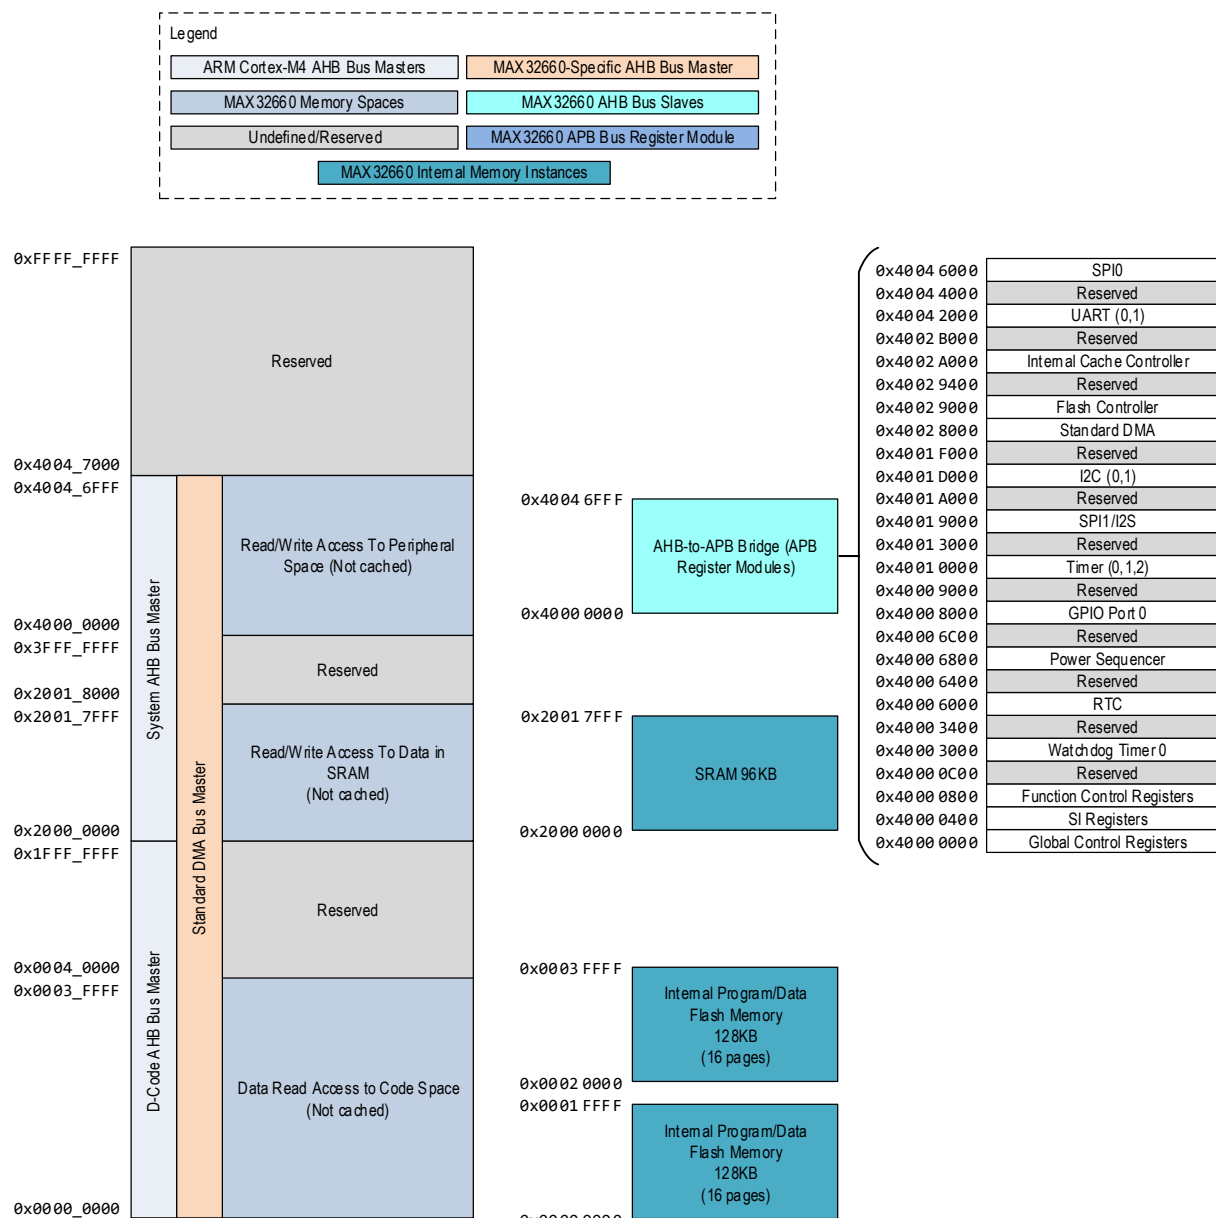 Legend
ARM Cortex-M4 AHB Bus Masters
MAX32660-Specific AHB Bus Master
MAX32660 Memory Spaces
MAX32660 AHB Bus Slaves
Undefined/Reserved
MAX32660 APB Bus Register Module
MAX32660 Internal Memory Instances
0xFFFF_FFFF
Reserved
0x4004_7000
0x4004_6FFF
Read/Write Access To Peripheral
Space (Not cached)
0x4000_0000
0x3FFF_FFFF
Reserved
0x2001_8000
0x2001_7FFF
Read/Write Access To Data in
SRAM
(Not cached)
0x2000_0000
0x1FFF_FFFF
Reserved
0x0004_0000
0x0003_FFFF
Data Read Access to Code Space
(Not cached)
0x0000_0000
System AHB Bus Master
D-Code AHB Bus Master
Standard DMA Bus Master
0x4004 6FFF
AHB-to-APB Bridge (APB
Register Modules)
0x4000 0000
0x2001 7FFF
SRAM 96KB
0x2000 0000
0x0003 FFFF
Internal Program/Data
Flash Memory
128KB
(16 pages)
0x0002 0000
0x0001 FFFF
Internal Program/Data
Flash Memory
128KB
(16 pages)
0x4004 6000 SPI0
0x4004 4000 Reserved
0x4004 2000 UART (0,1)
0x4002 B000 Reserved
0x4002 A000 Internal Cache Controller
0x4002 9400 Reserved
0x4002 9000 Flash Controller
0x4002 8000 Standard DMA
0x4001 F000 Reserved
0x4001 D000 I2C (0,1)
0x4001 A000 Reserved
0x4001 9000 SPI1/I2S
0x4001 3000 Reserved
0x4001 0000 Timer (0,1,2)
0x4000 9000 Reserved
0x4000 8000 GPIO Port 0
0x4000 6C00 Reserved
0x4000 6800 Power Sequencer
0x4000 6400 Reserved
0x4000 6000 RTC
0x4000 3400 Reserved
0x4000 3000 Watchdog Timer 0
0x4000 0C00 Reserved
0x4000 0800 Function Control Registers
0x4000 0400 SI Registers
0x4000 0000 Global Control Registers